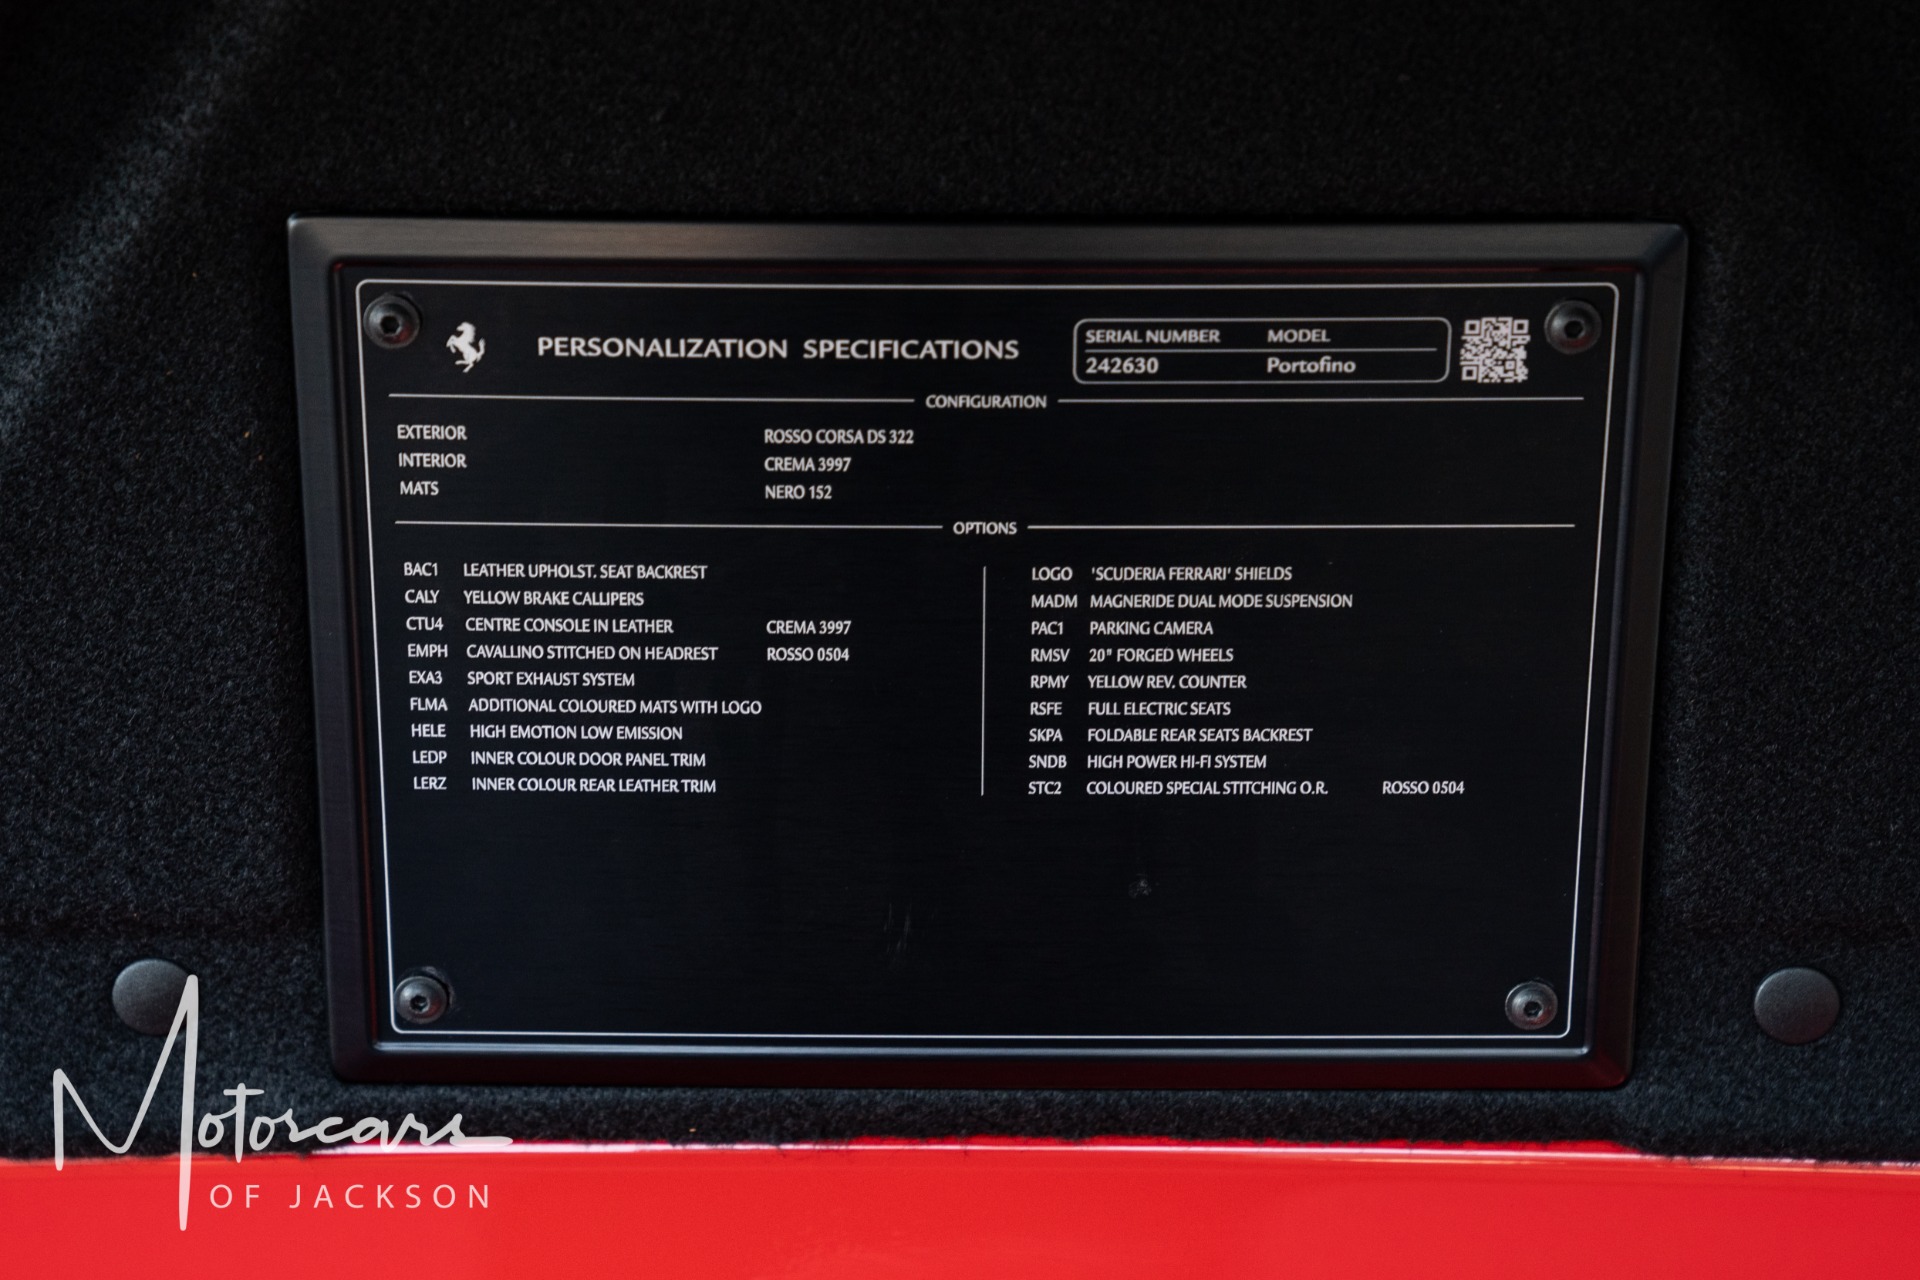 PERSONALIZATION SPECIFICATIONS
SERIAL NUMBER MODEL
242630 Portofino
CONFIGURATION
EXTERIOR ROSSO CORSA DS 322
INTERIOR CREMA 3997
MATS NERO 152
OPTIONS
BAC1 LEATHER UPHOLST. SEAT BACKREST
CALY YELLOW BRAKE CALLIPERS
CTU4 CENTRE CONSOLE IN LEATHER CREMA 3997
EMPH CAVALLINO STITCHED ON HEADREST ROSSO 0504
EXA3 SPORT EXHAUST SYSTEM
FLMA ADDITIONAL COLOURED MATS WITH LOGO
HELE HIGH EMOTION LOW EMISSION
LEDP INNER COLOUR DOOR PANEL TRIM
LERZ INNER COLOUR REAR LEATHER TRIM
LOGO 'SCUDERIA FERRARI' SHIELDS
MADM MAGNERIDE DUAL MODE SUSPENSION
PAC1 PARKING CAMERA
RMSV 20" FORGED WHEELS
RPMY YELLOW REV. COUNTER
RSFE FULL ELECTRIC SEATS
SKPA FOLDABLE REAR SEATS BACKREST
SNDB HIGH POWER HI-FI SYSTEM
STC2 COLOURED SPECIAL STITCHING O.R. ROSSO 0504
Motorcars
OF JACKSON